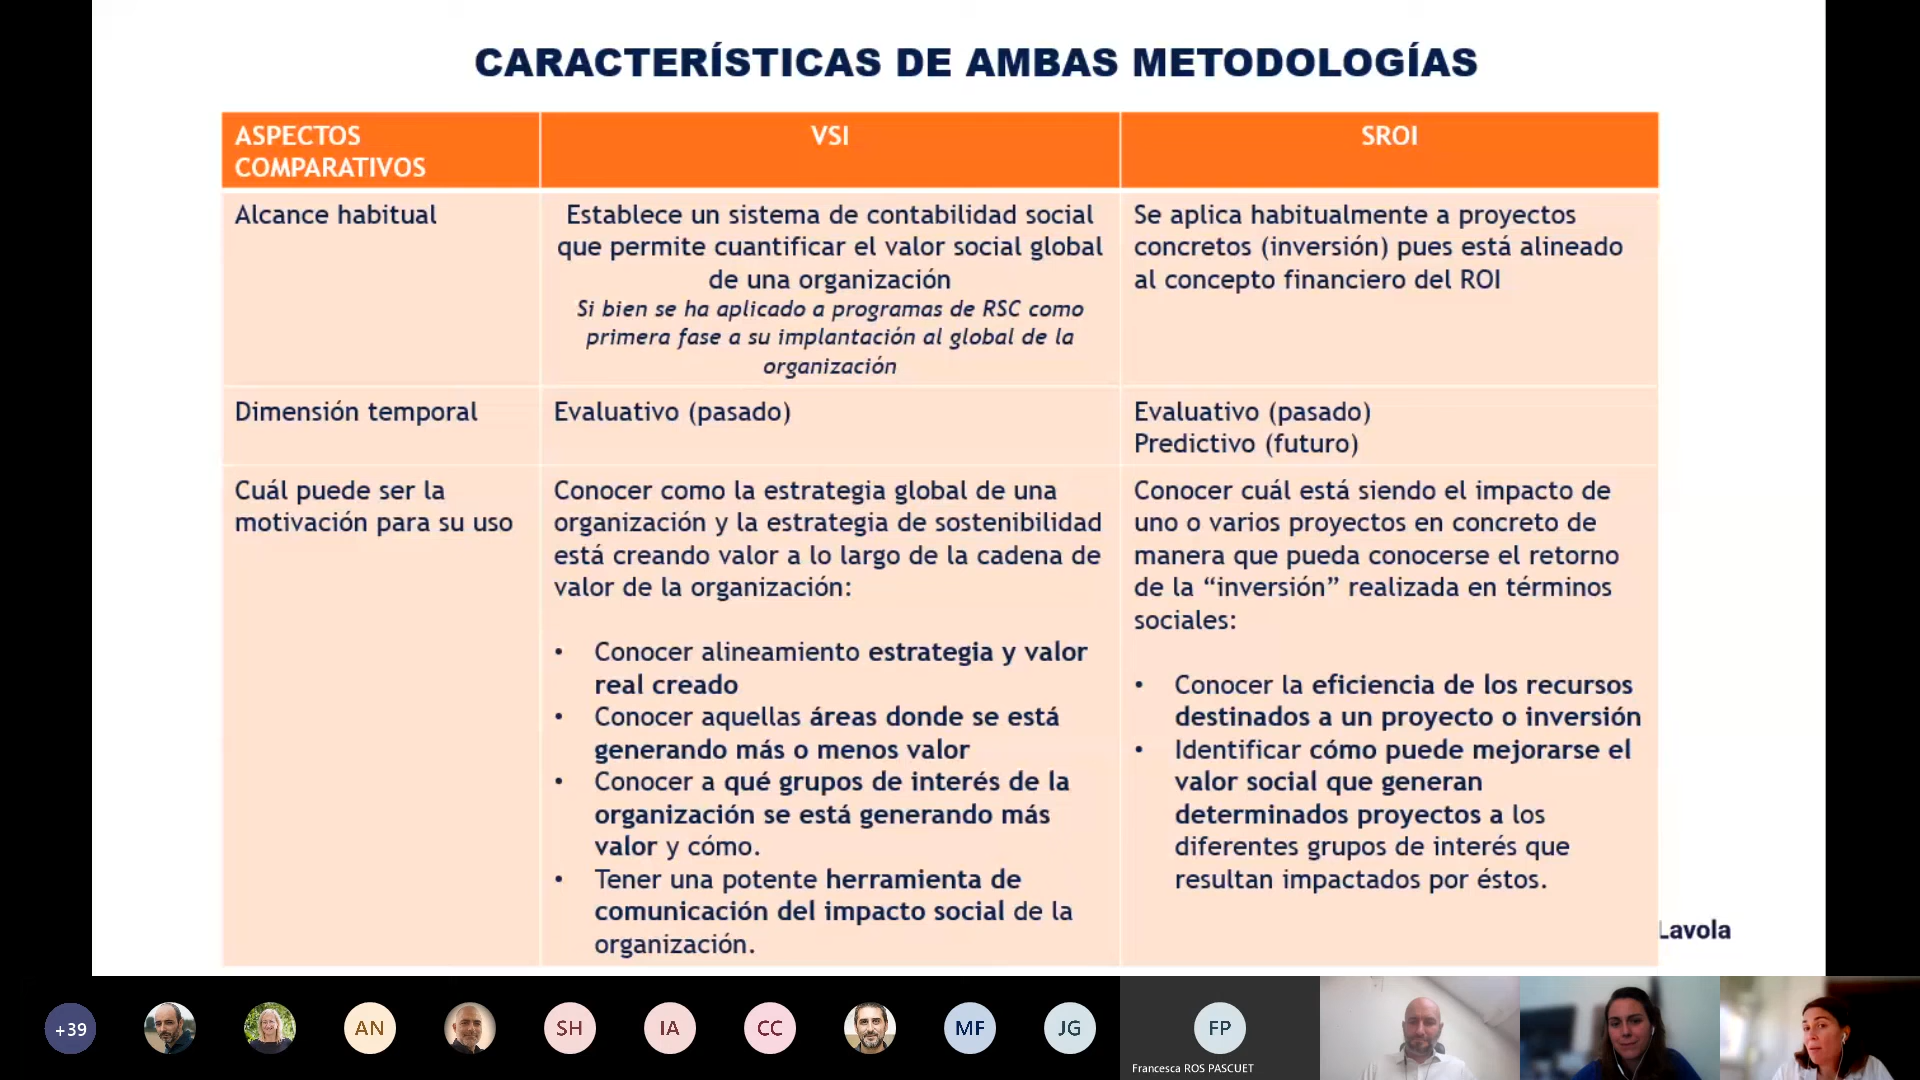 CARACTERÍSTICAS DE AMBAS METODOLOGÍAS
ASPECTOS
COMPARATIVOS
VSI
SROI
Alcance habitual
Establece un sistema de contabilidad social
que permite cuantificar el valor social global
de una organización
Si bien se ha aplicado a programas de RSC como
primera fase a su implantación al global de la
organización
Se aplica habitualmente a proyectos
concretos (inversión) pues está alineado
al concepto financiero del ROI
Dimensión temporal
Evaluativo (pasado)
Evaluativo (pasado)
Predictivo (futuro)
Cuál puede ser la
motivación para su uso
Conocer como la estrategia global de una
organización y la estrategia de sostenibilidad
está creando valor a lo largo de la cadena de
valor de la organización:
• Conocer alineamiento estrategia y valor
real creado
• Conocer aquellas áreas donde se está
generando más o menos valor
• Conocer a qué grupos de interés de la
organización se está generando más
valor y cómo.
• Tener una potente herramienta de
comunicación del impacto social de la
organización.
Conocer cuál está siendo el impacto de
uno o varios proyectos en concreto de
manera que pueda conocerse el retorno
de la “inversión” realizada en términos
sociales:
• Conocer la eficiencia de los recursos
destinados a un proyecto o inversión
• Identificar cómo puede mejorarse el
valor social que generan
determinados proyectos a los
diferentes grupos de interés que
resultan impactados por éstos.
Lavola
+39
AN
SH
IA
CC
MF
JG
FP
Francesca ROS PASCUET